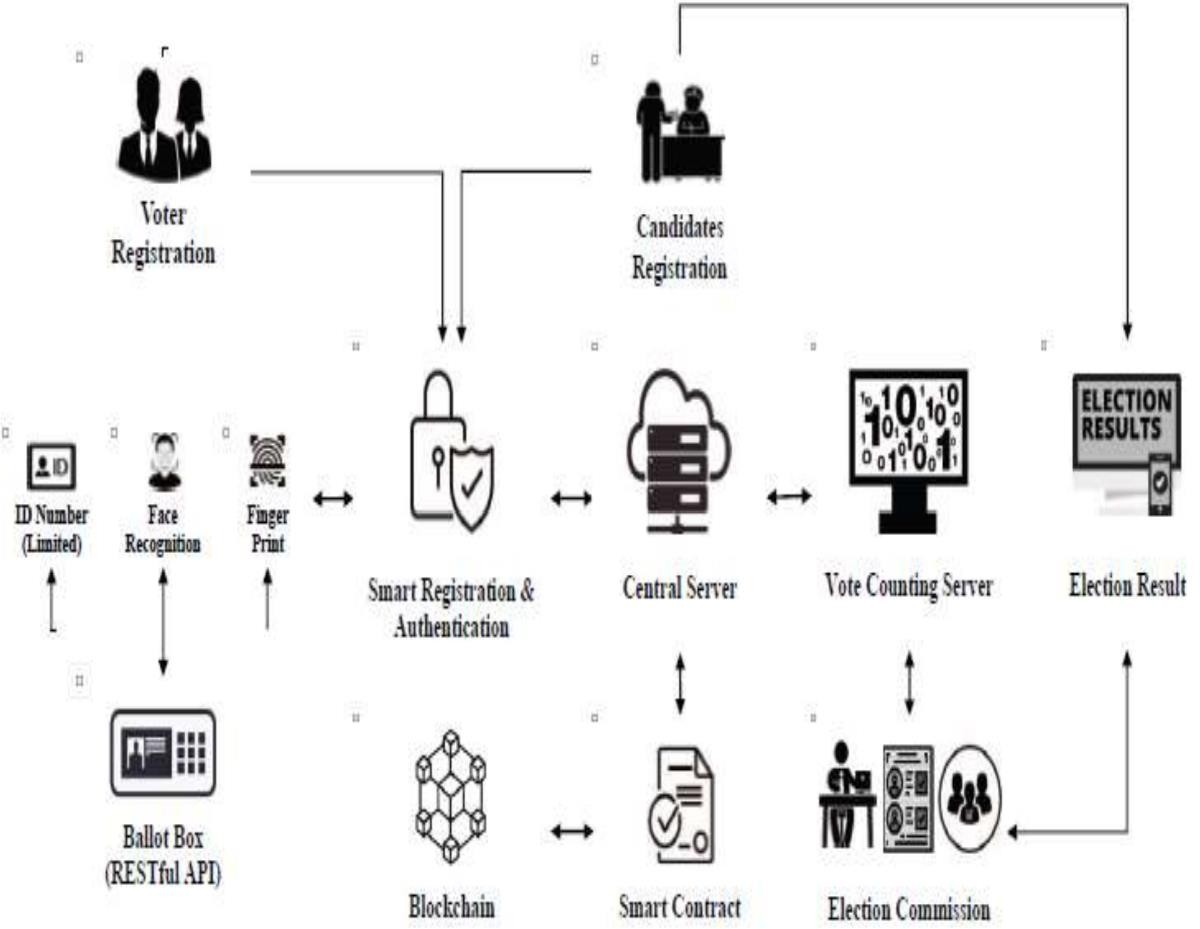 Voter
Registration
Candidates
Registration
ID
ID Number
(Limited)
Face
Recognition
Finger
Print
Smart Registration &
Authentication
Central Server
Vote Counting Server
ELECTION
RESULTS
Election Result
Ballot Box
(RESTful API)
Blockchain
Smart Contract
Election Commission